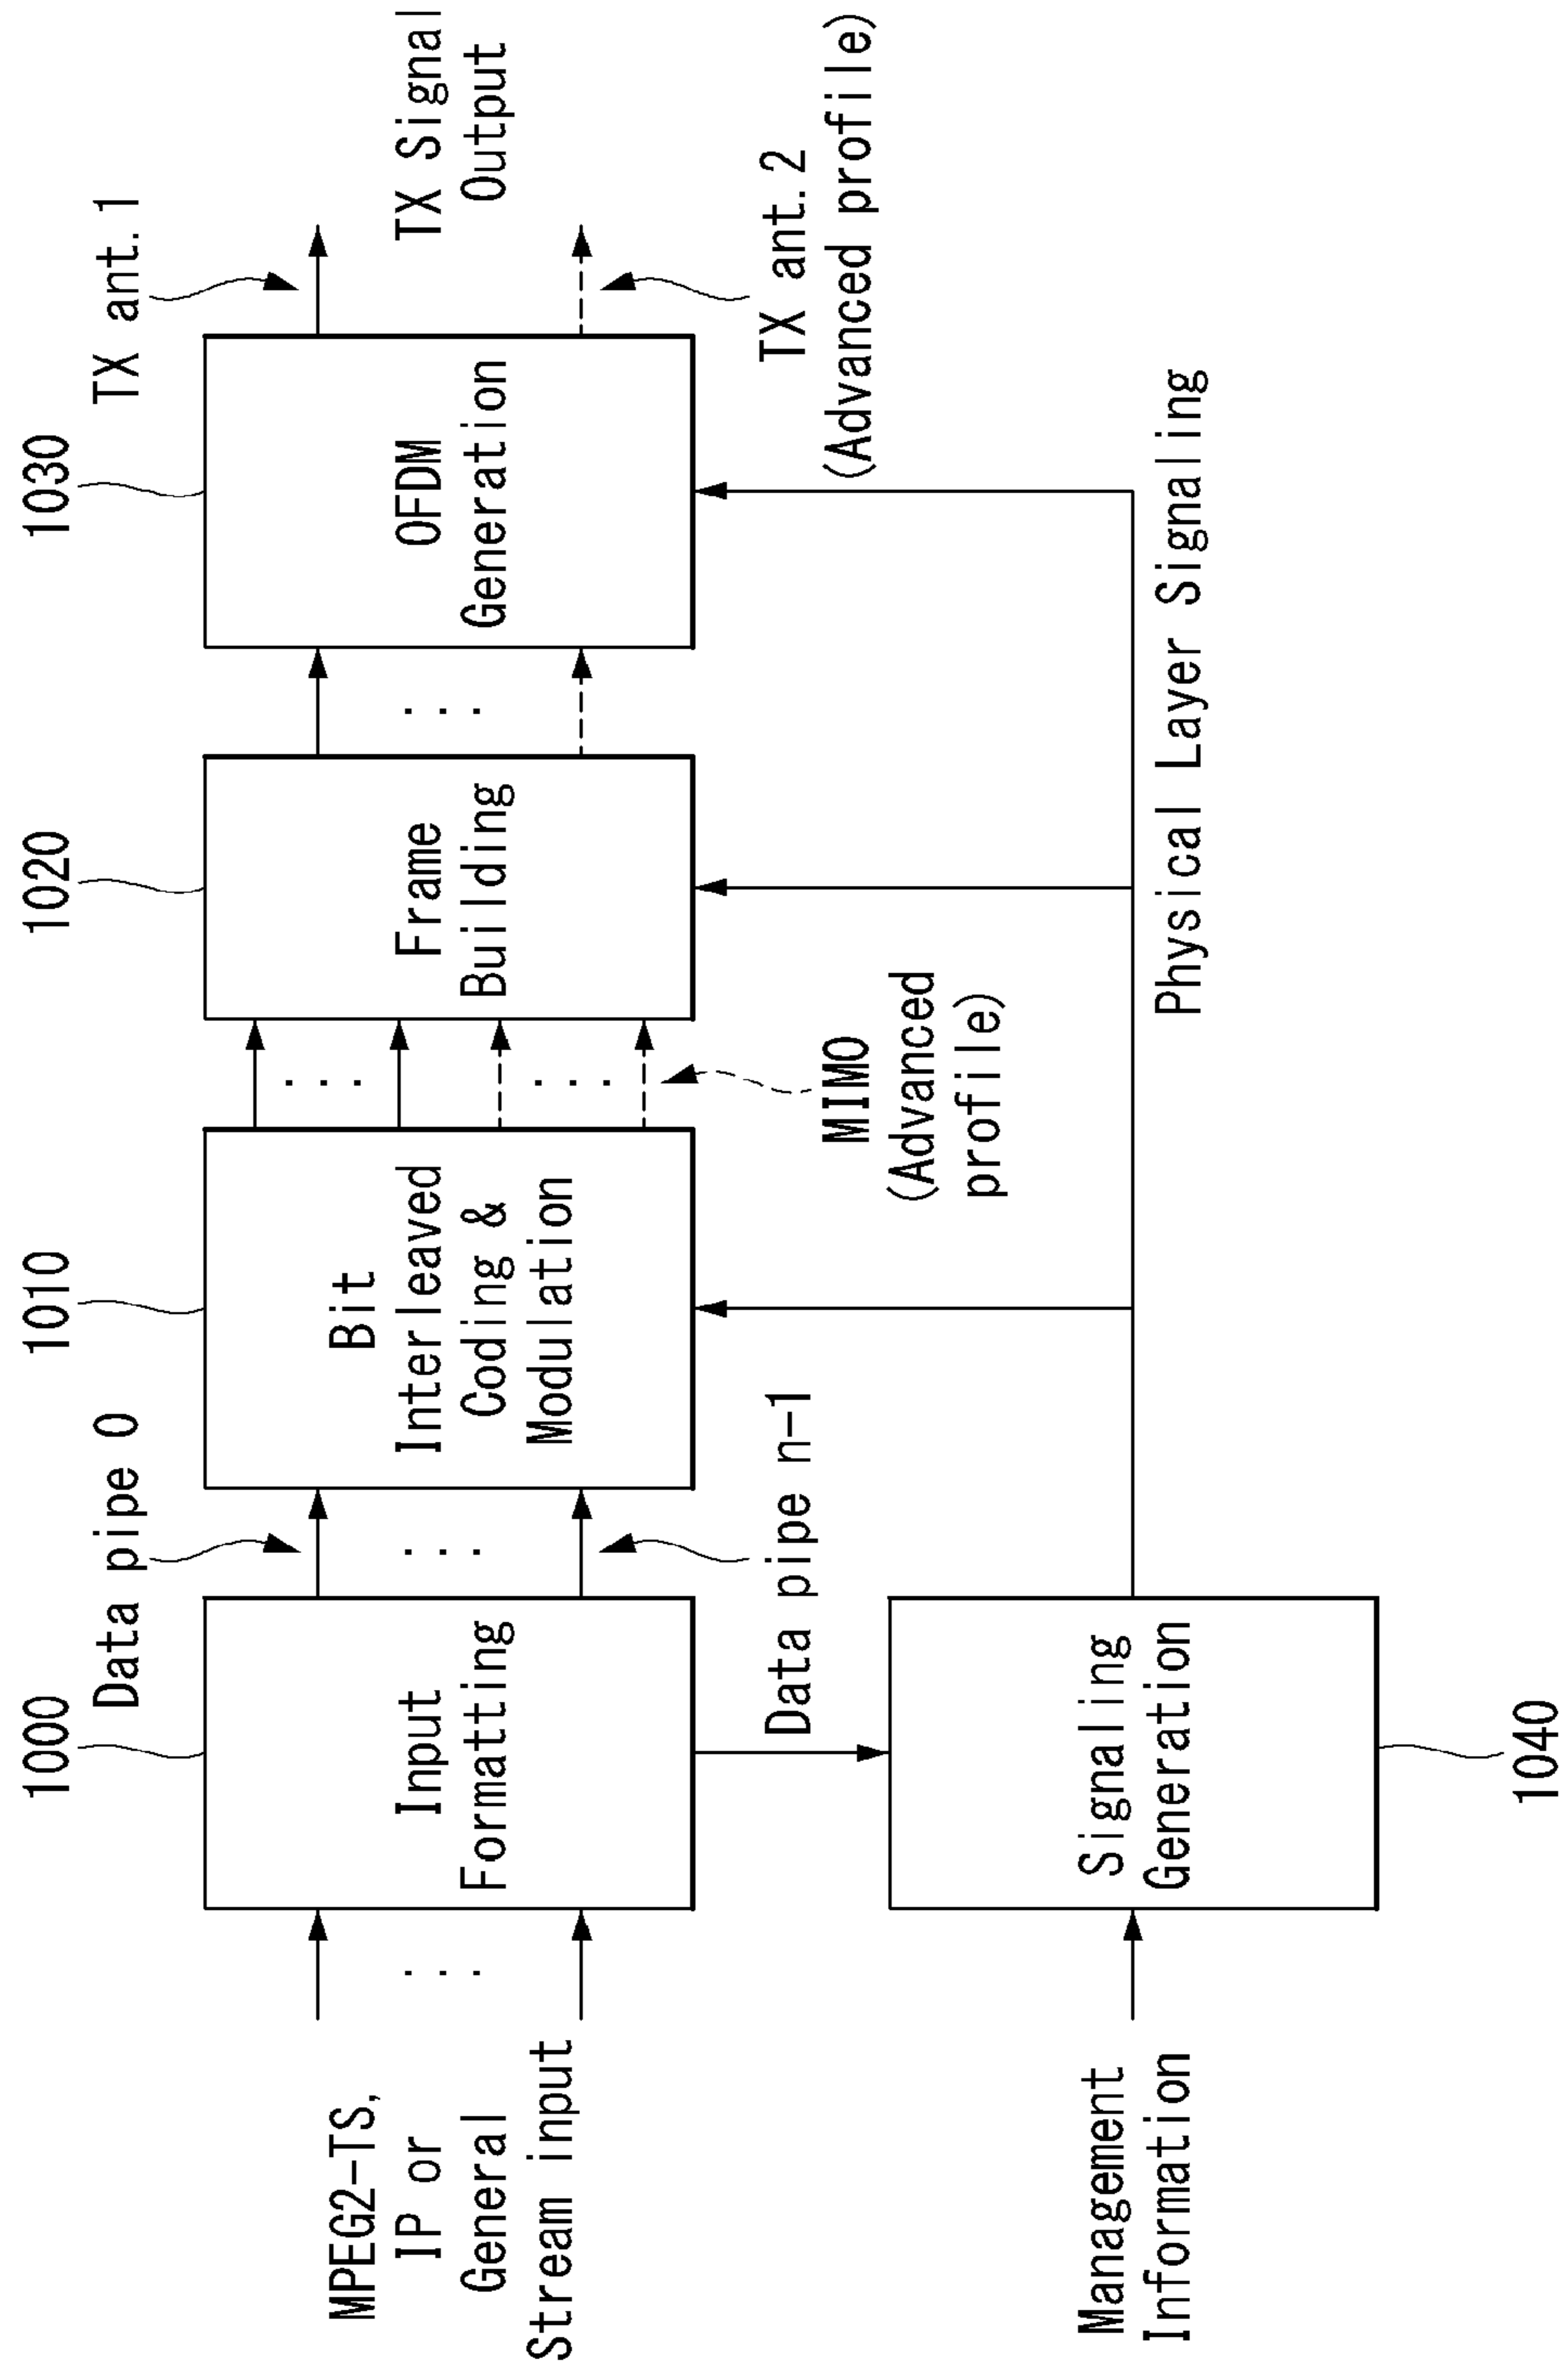 1000
1010
1020
1030
Data pipe 0
TX ant.1
MPEG2-TS,
IP or
General
Stream input
Input
Formatting
Bit
Interleaved
Coding &
Modulation
Frame
Building
OFDM
Generation
TX Signal
Output
Data pipe n-1
MIMO
(Advanced
profile)
TX ant.2
(Advanced profile)
Management
Information
Signaling
Generation
Physical Layer Signaling
1040